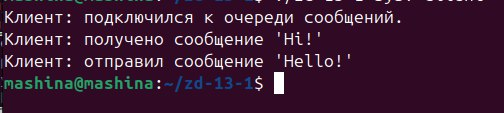 Клиент: подключился к очереди сообщений.
Клиент: получено сообщение 'Hi!'
Клиент: отправил сообщение 'Hello!'
mashina@mashina:~/zd-13-1$